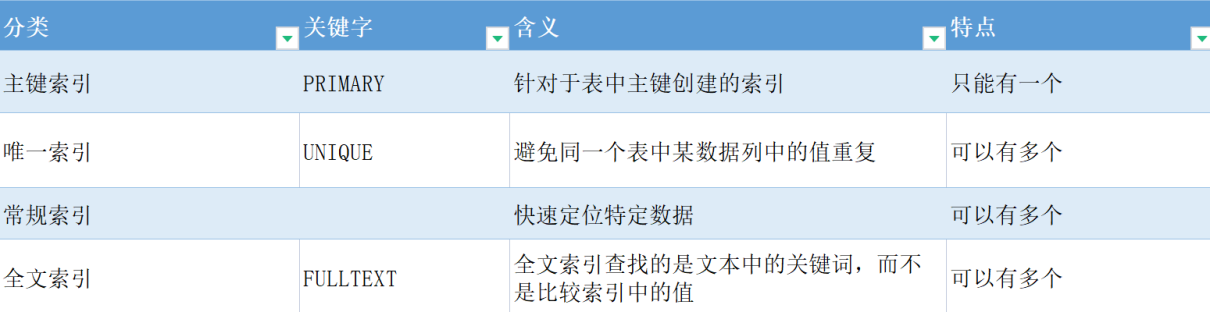 分类 关键字 含义 特点
主键索引 PRIMARY 针对于表中主键创建的索引 只能有一个
唯一索引 UNIQUE 避免同一个表中某数据列中的值重复 可以有多个
常规索引 快速定位特定数据 可以有多个
全文索引 FULLTEXT 全文索引查找的是文本中的关键词，而不
是比较索引中的值 可以有多个